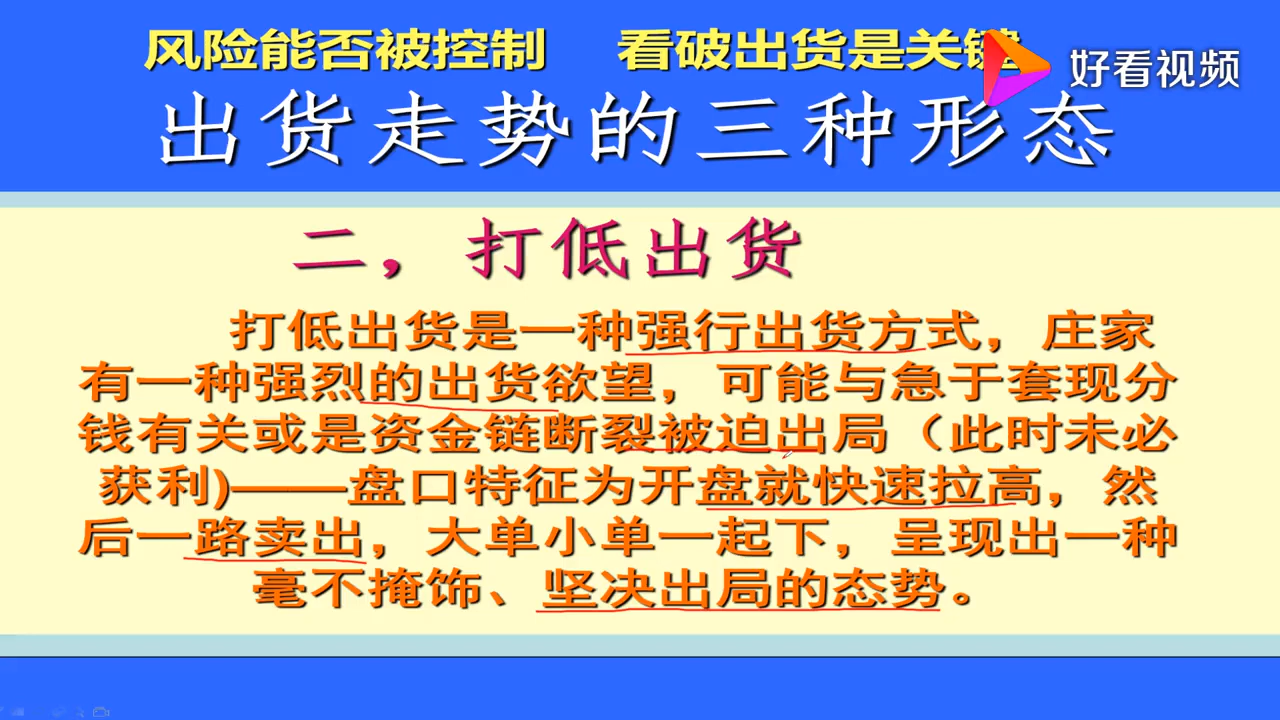 风险能否被控制 看破出货是关键
好看视频
出货走势的三种形态
二，打低出货
打低出货是一种强行出货方式，庄家
有一种强烈的出货欲望，可能与急于套现分
钱有关或是资金链断裂被迫出局（此时未必
获利)——盘口特征为开盘就快速拉高，然
后一路卖出，大单小单一起下，呈现出一种
毫不掩饰、坚决出局的态势。